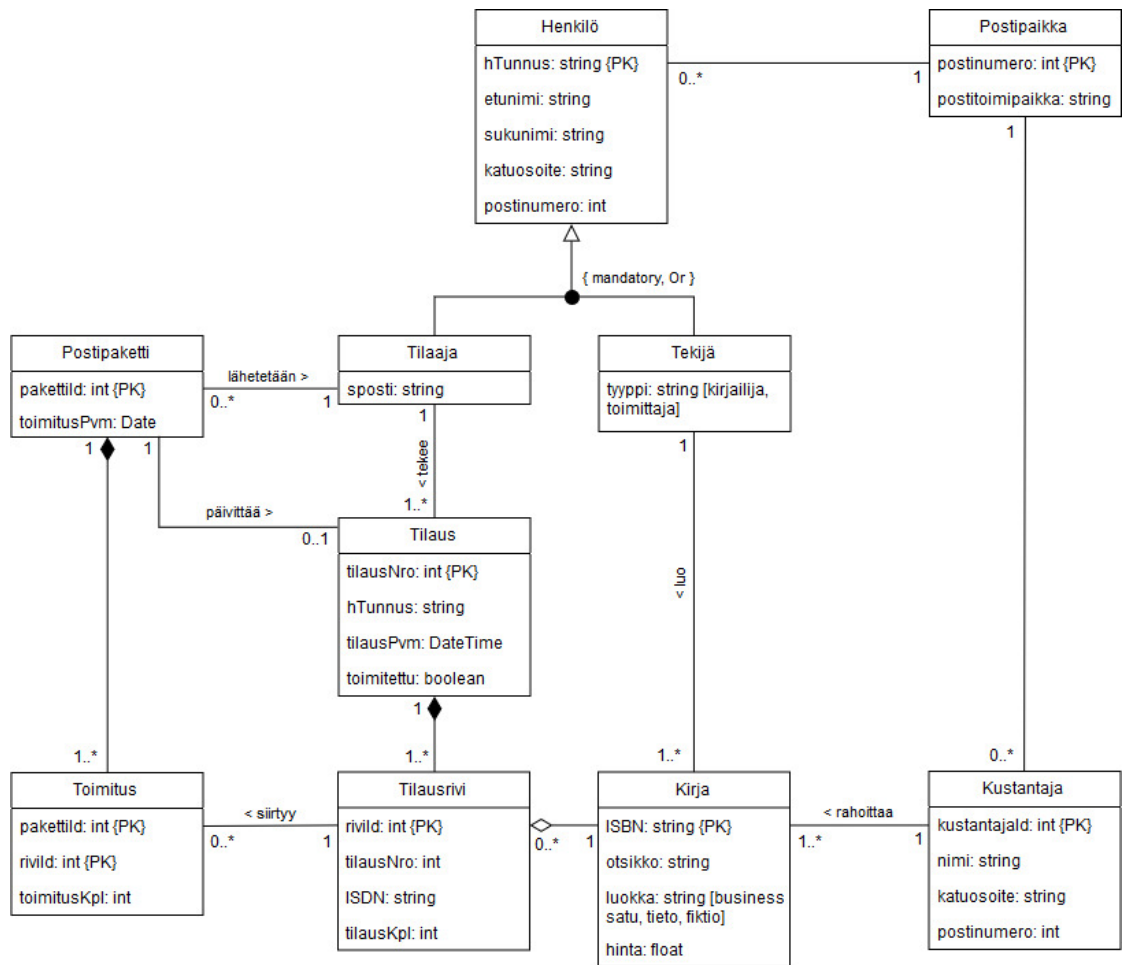 Henkilö
hTunnus: string {PK}
etunimi: string
sukunimi: string
katuosoite: string
postinumero: int
0..*
1
Postipaikka
postinumero: int {PK}
postitoimipaikka: string
1
{ mandatory, Or }
Postipaketti
pakettiId: int {PK}
toimitusPvm: Date
lähetetään >
0..*
1
Tilaaja
sposti: string
Tekijä
tyyppi: string [kirjailija,
toimittaja]
1
1
1
1
< tekee
1..*
päivittää >
0..1
Tilaus
tilausNro: int {PK}
hTunnus: string
tilausPvm: DateTime
toimitettu: boolean
< luo
1
1..*
1..*
1..*
0..*
Toimitus
pakettiId: int {PK}
riviId: int {PK}
toimitusKpl: int
< siirtyy
0..*
1
Tilausrivi
riviId: int {PK}
tilausNro: int
ISDN: string
tilausKpl: int
0..*
1
Kirja
ISBN: string {PK}
otsikko: string
luokka: string [business
satu, tieto, fiktio]
hinta: float
< rahoittaa
1..*
1
Kustantaja
kustantajaId: int {PK}
nimi: string
katuosoite: string
postinumero: int